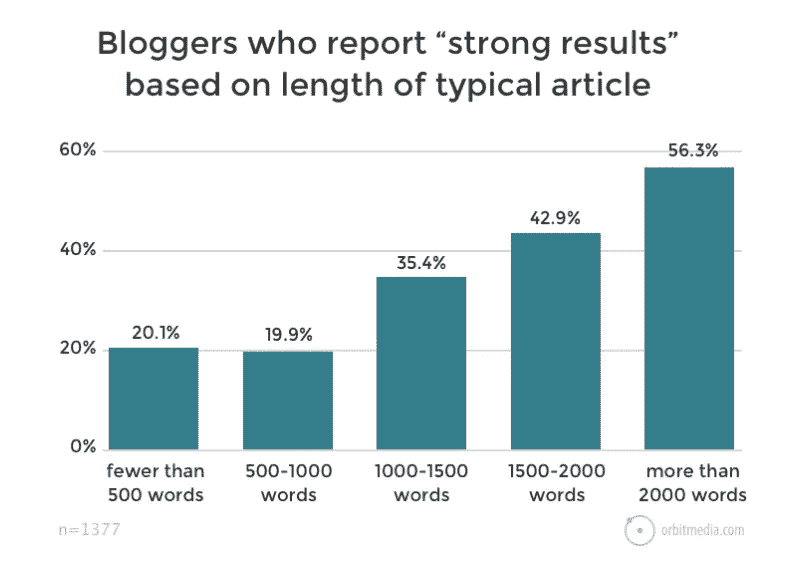 Bloggers who report “strong results”
based on length of typical article
60%
40%
20%
0%
20.1%
19.9%
35.4%
42.9%
56.3%
fewer than
500 words
500-1000
words
1000-1500
words
1500-2000
words
more than
2000 words
n=1377
orbitmedia.com